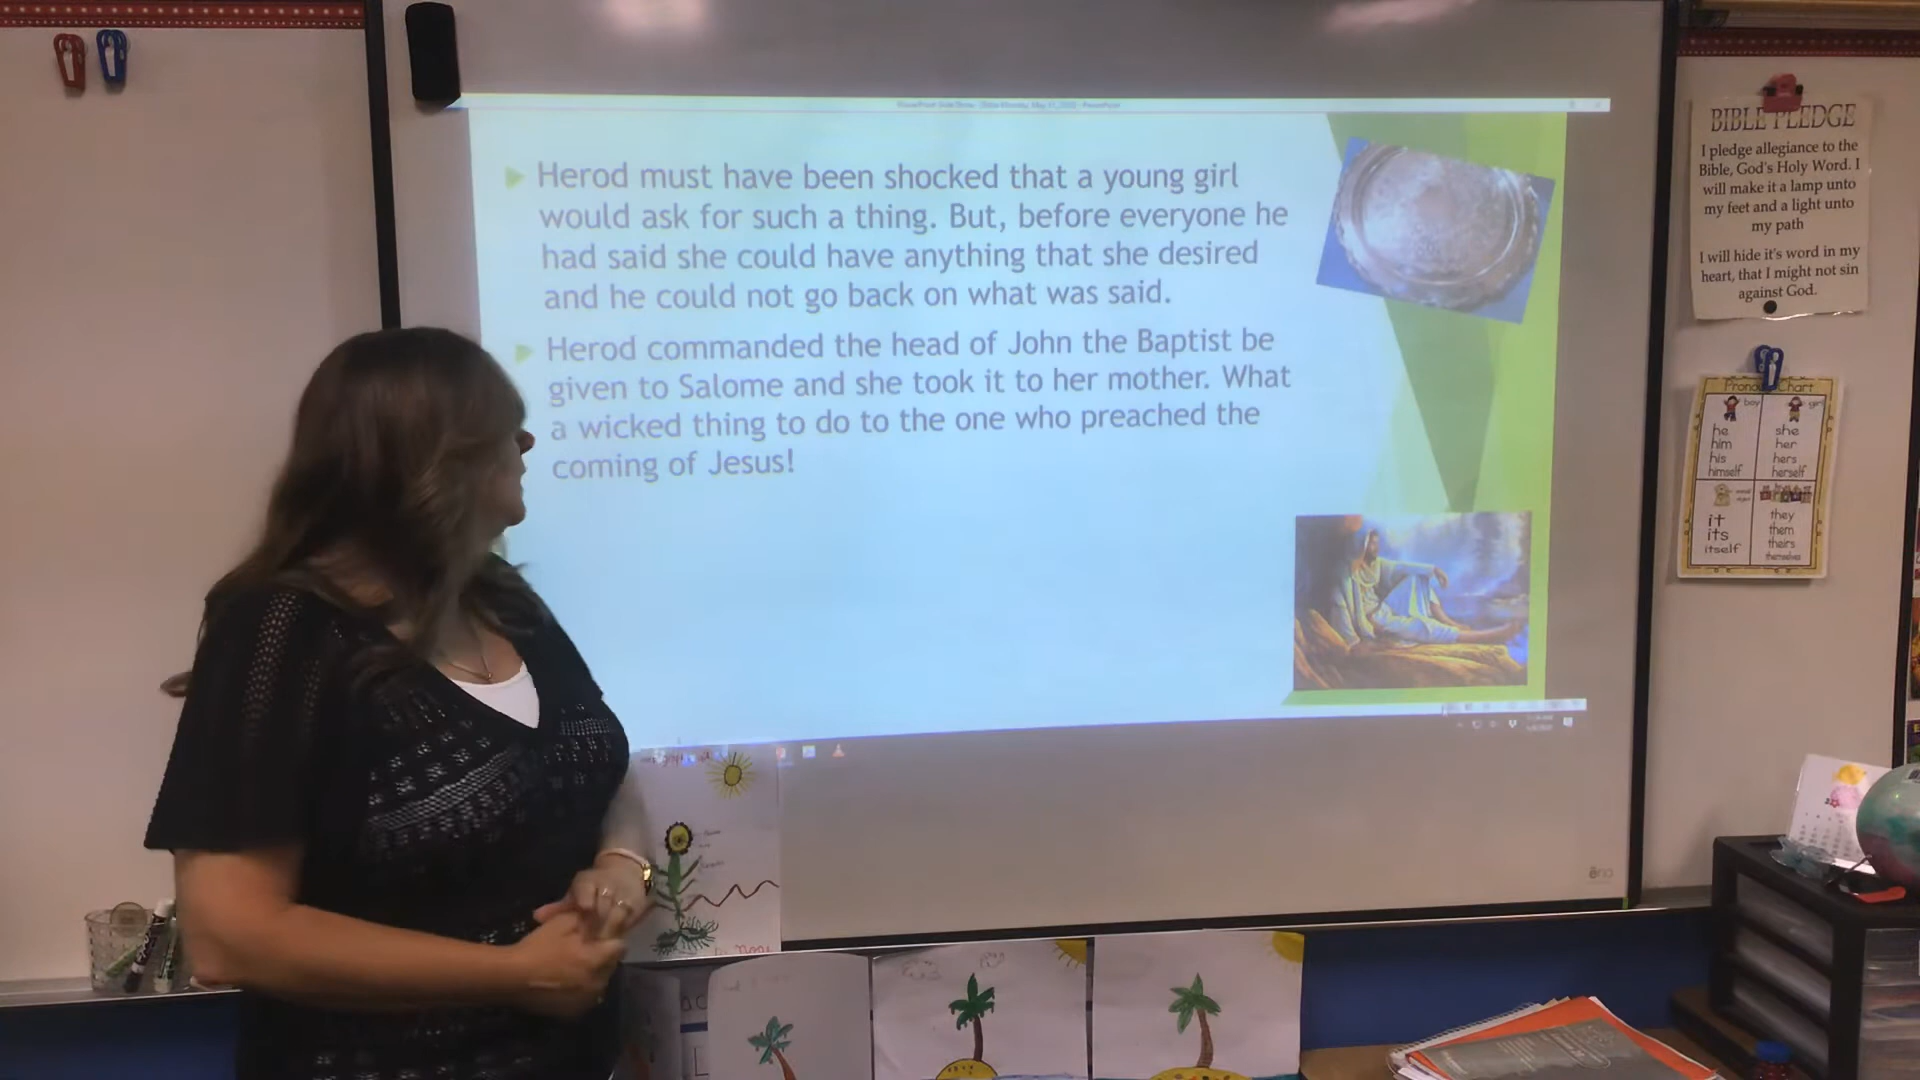 Herod must have been shocked that a young girl
would ask for such a thing. But, before everyone he
had said she could have anything that she desired
and he could not go back on what was said.
Herod commanded the head of John the Baptist be
given to Salome and she took it to her mother. What
a wicked thing to do to the one who preached the
coming of Jesus!
BIBLE PLEDGE
I pledge allegiance to the
Bible, God's Holy Word. I
will make it a lamp unto
my feet and a light unto
my path
I will hide it's word in my
heart, that I might not sin
against God.
Chart
boy
girl
he
him
his
himself
she
her
hers
herself
it
its
itself
they
them
theirs
themselves